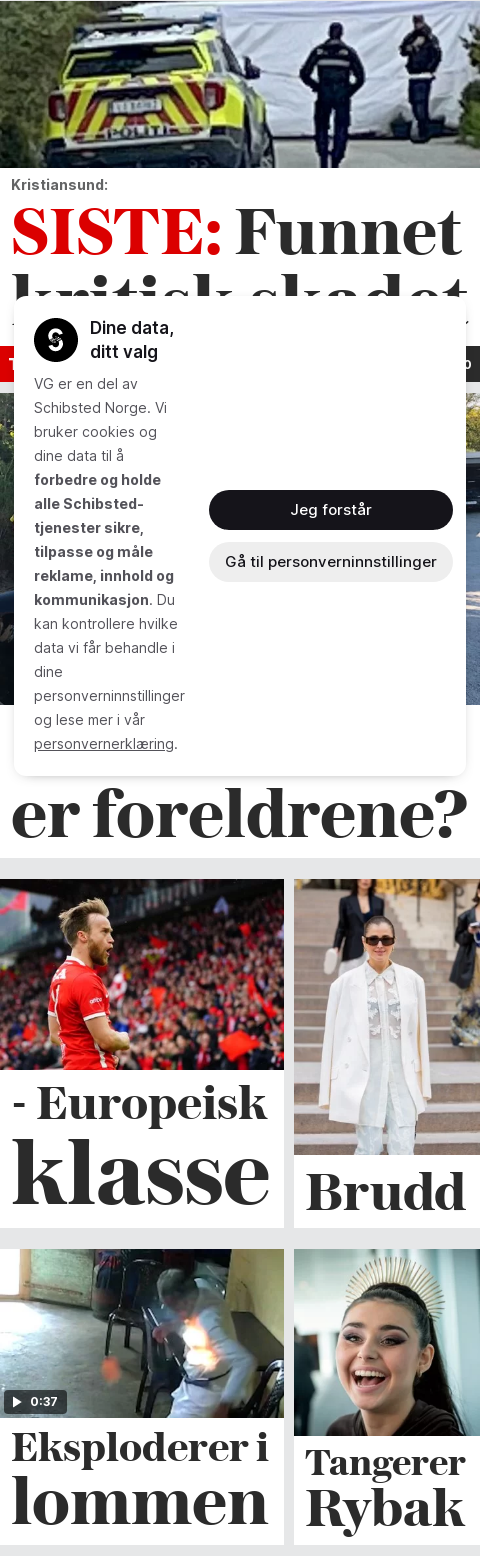 POLITI
Kristiansund:
SISTE: Funnet
kritisk skadet
Dine data,
ditt valg
VG er en del av
Schibsted Norge. Vi
bruker cookies og
dine data til å
forbedre og holde
alle Schibsted-
tjenester sikre,
tilpasse og måle
reklame, innhold og
kommunikasjon. Du
kan kontrollere hvilke
data vi får behandle i
dine
personverninnstillinger
og lese mer i vår
personvernerklæring.
Jeg forstår
Gå til personverninnstillinger
er foreldrene?
- Europeisk
klasse
Brudd
0:37
Eksploderer i
lommen
Tangerer
Rybak